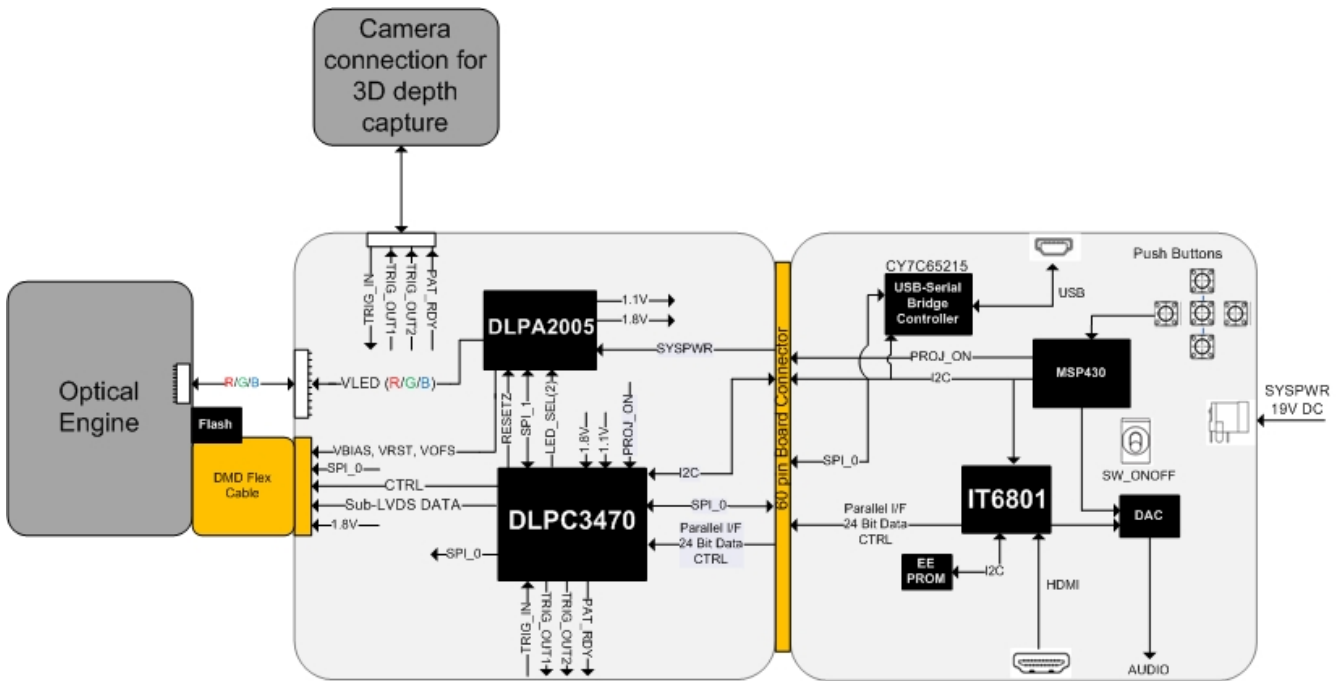 Camera
connection for
3D depth
capture
TRIG_IN
TRIG_OUT1
TRIG_OUT2
PAT_RDY
Optical
Engine
R/G/B
Flash
DMD Flex
Cable
VLED (R/G/B)
VBIAS, VRST, VOFS
SPI_0
CTRL
Sub-LVDS DATA
1.8V
DLPA2005
1.1V
1.8V
SYSPWR
RESETZ
SPI_1
LED_SEL(2)
1.8V
1.1V
PROJ_ON
DLPC3470
I2C
SPI_0
Parallel I/F
24 Bit Data
CTRL
SPI_0
TRIG_IN
TRIG_OUT1
TRIG_OUT2
PAT_RDY
60 pin Board Connector
CY7C65215
USB-Serial
Bridge
Controller
USB
Push Buttons
PROJ_ON
I2C
MSP430
SYSPWR
19V DC
SPI_0
SW_ONOFF
IT6801
DAC
Parallel I/F
24 Bit Data
CTRL
EE
PROM
I2C
HDMI
AUDIO